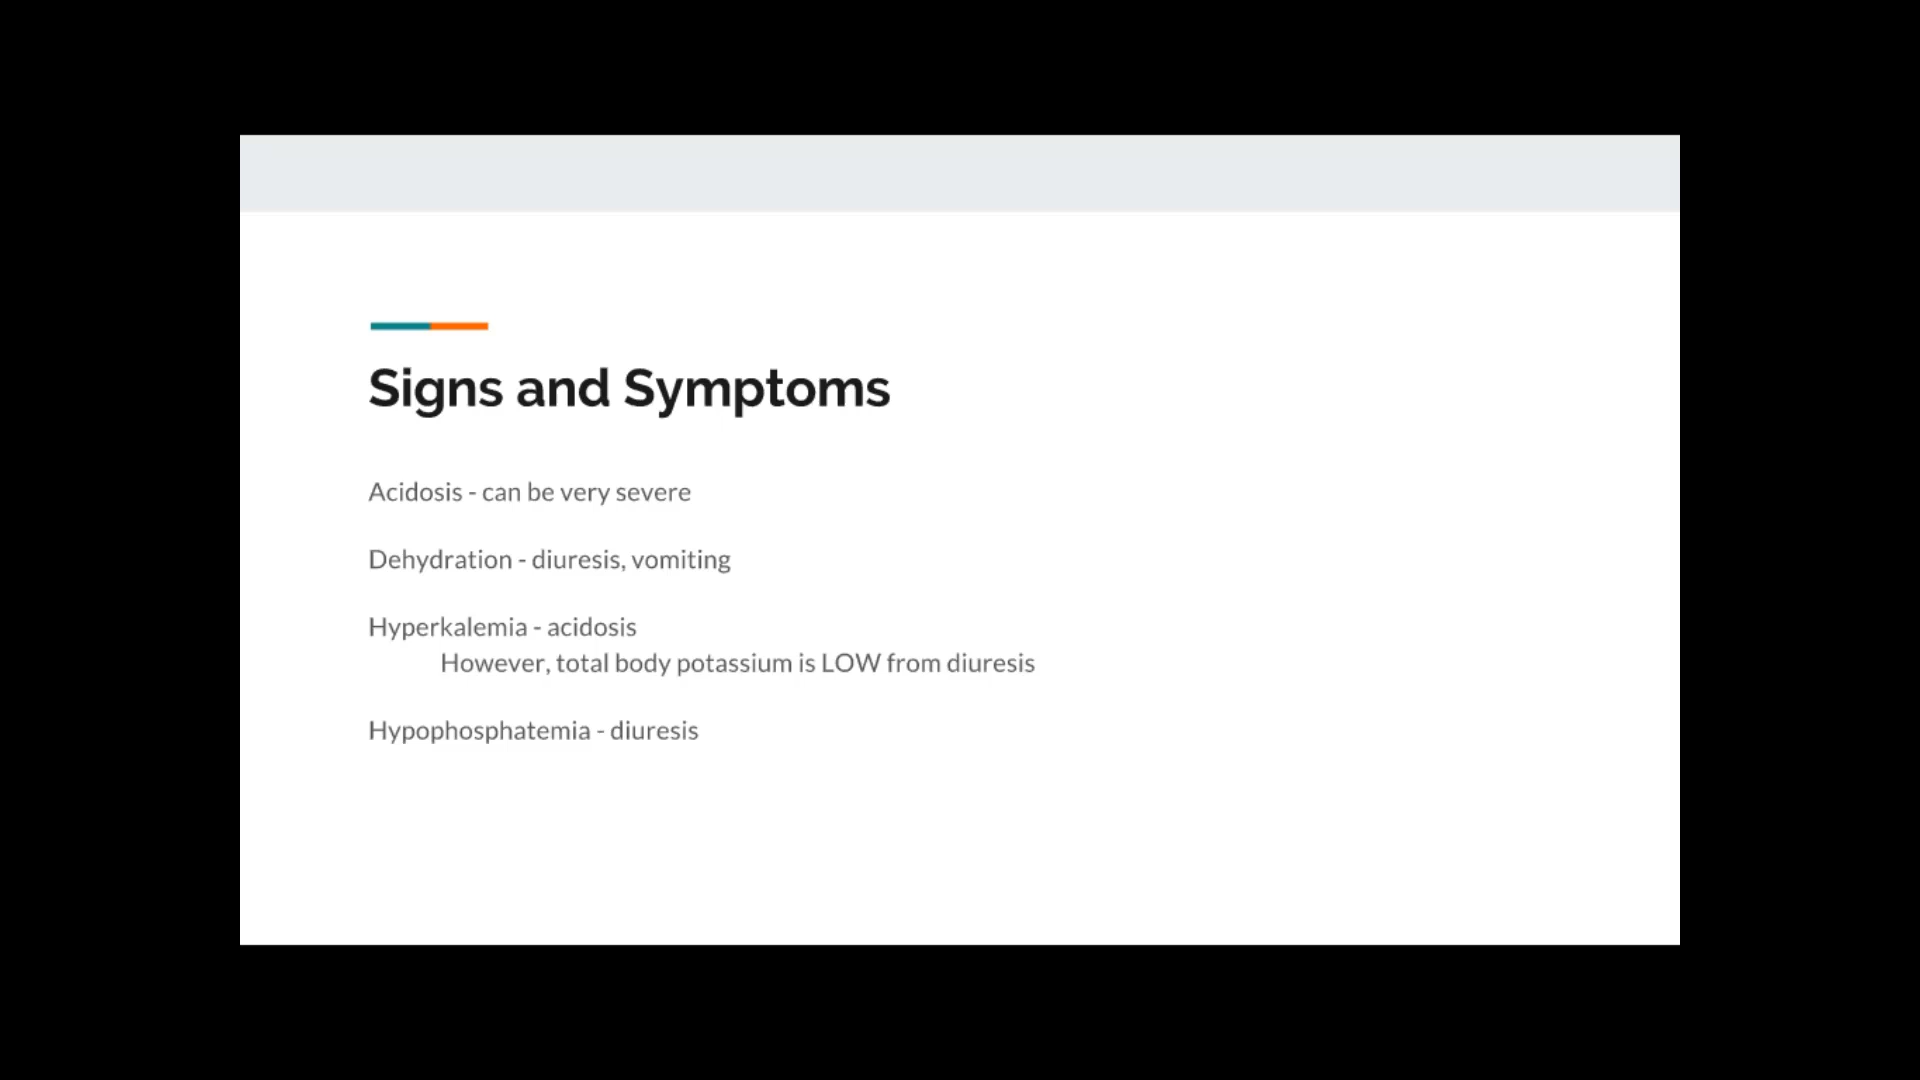 Signs and Symptoms
Acidosis - can be very severe
Dehydration - diuresis, vomiting
Hyperkalemia - acidosis
However, total body potassium is LOW from diuresis
Hypophosphatemia - diuresis